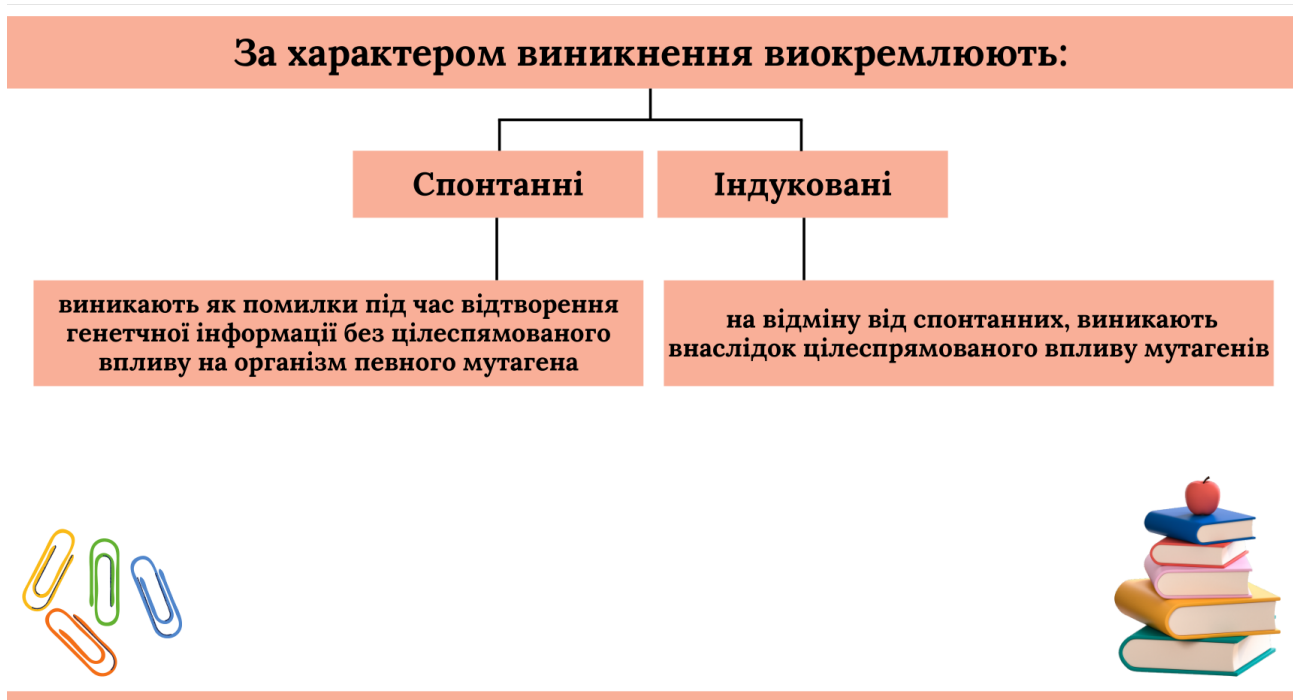 За характером виникнення виокремлюють:
Спонтанні
Індуковані
виникають як помилки під час відтворення
генетчної інформації без цілеспямованого
впливу на організм певного мутагена
на відміну від спонтанних, виникають
внаслідок цілеспрямованого впливу мутагенів